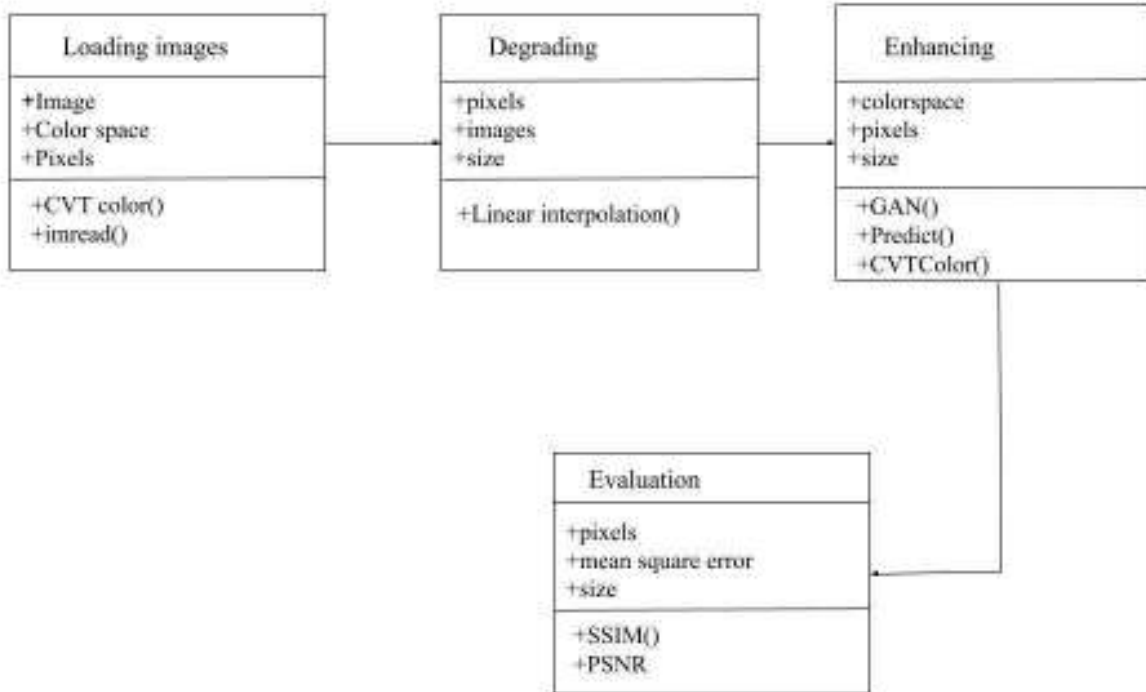 Loading images
+Image
+Color space
+Pixels
+CVT color()
+imread()
Degrading
+pixels
+images
+size
+Linear interpolation()
Enhancing
+colorspace
+pixels
+size
+GAN()
+Predict()
+CVTColor()
Evaluation
+pixels
+mean square error
+size
+SSIM()
+PSNR